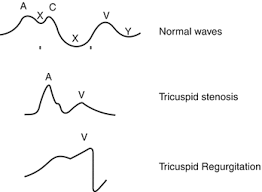 A X C X V Y Normal waves
A V Tricuspid stenosis
V Tricuspid Regurgitation